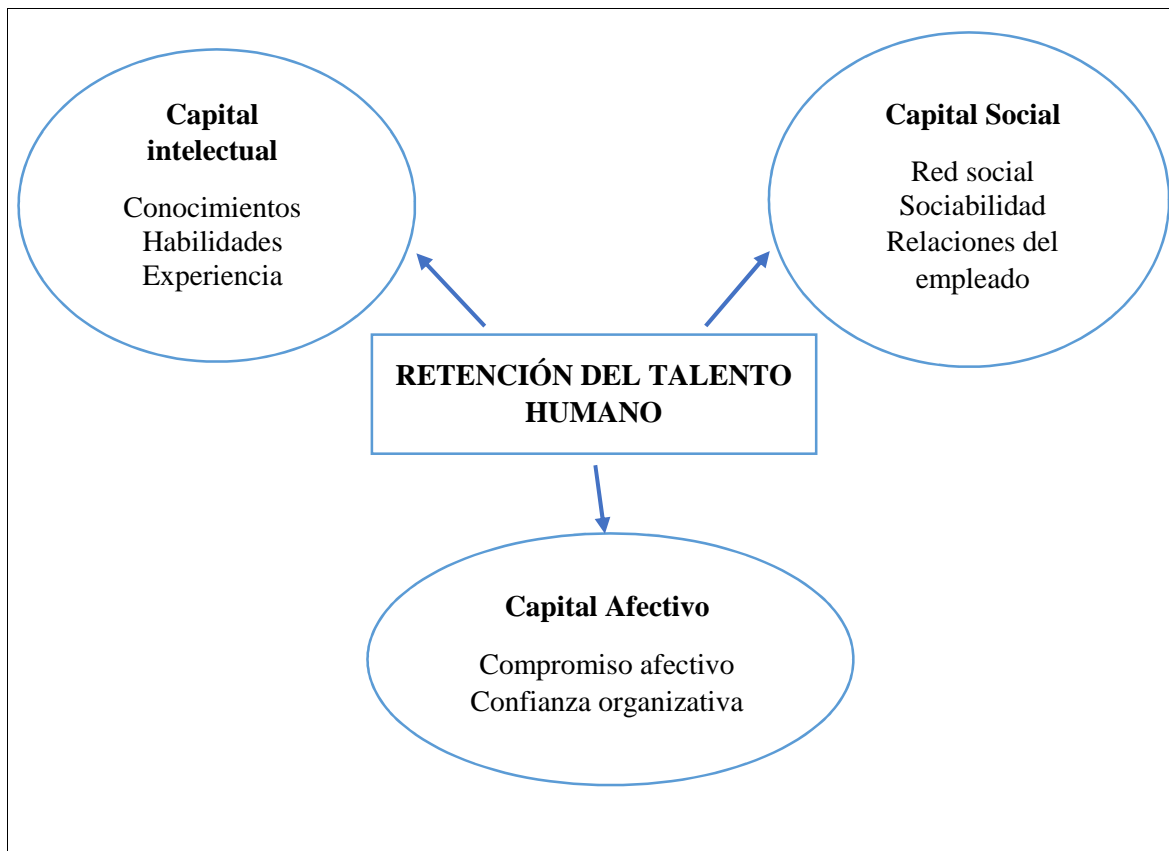 Capital
intelectual
Conocimientos
Habilidades
Experiencia
Capital Social
Red social
Sociabilidad
Relaciones del
empleado
RETENCIÓN DEL TALENTO
HUMANO
Capital Afectivo
Compromiso afectivo
Confianza organizativa